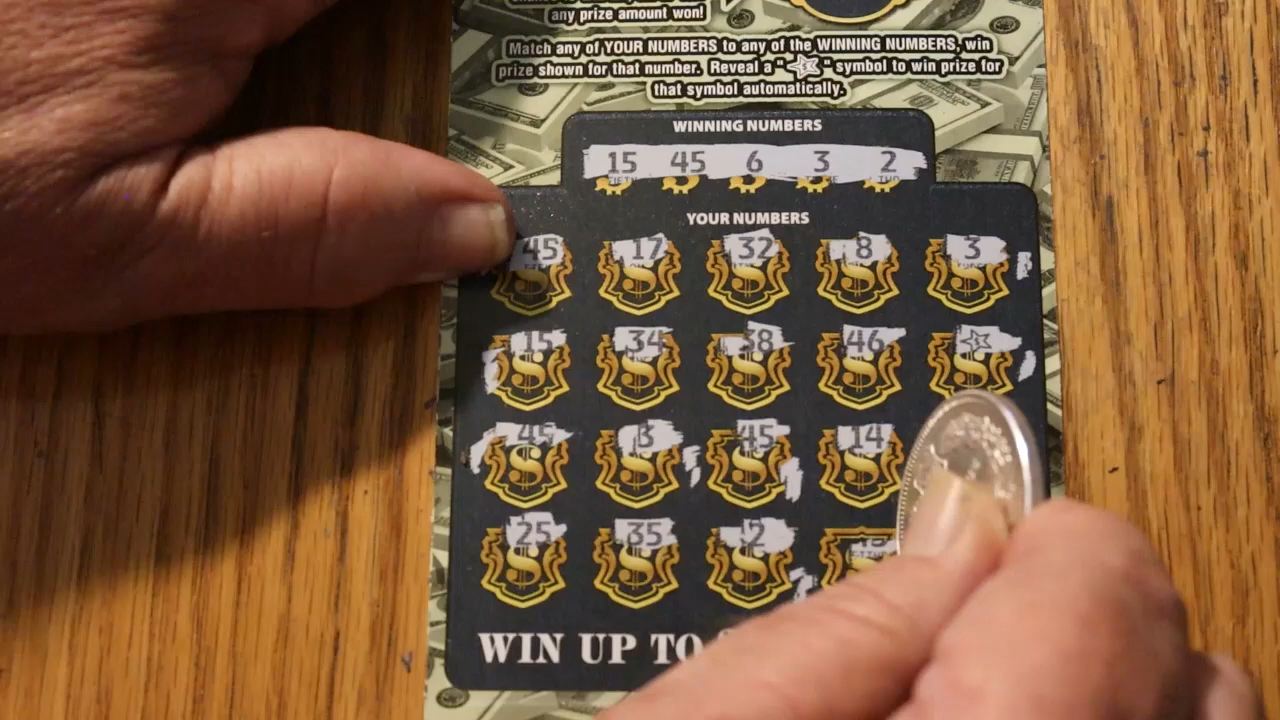 any prize amount won!
Match any of YOUR NUMBERS to any of the WINNING NUMBERS, win
prize shown for that number. Reveal a " " symbol to win prize for
that symbol automatically.
WINNING NUMBERS
15 45 6 3 2
YOUR NUMBERS
45 17 32 8 3
15 34 38 46
45 3 45 14
25 35 2
WIN UP TO